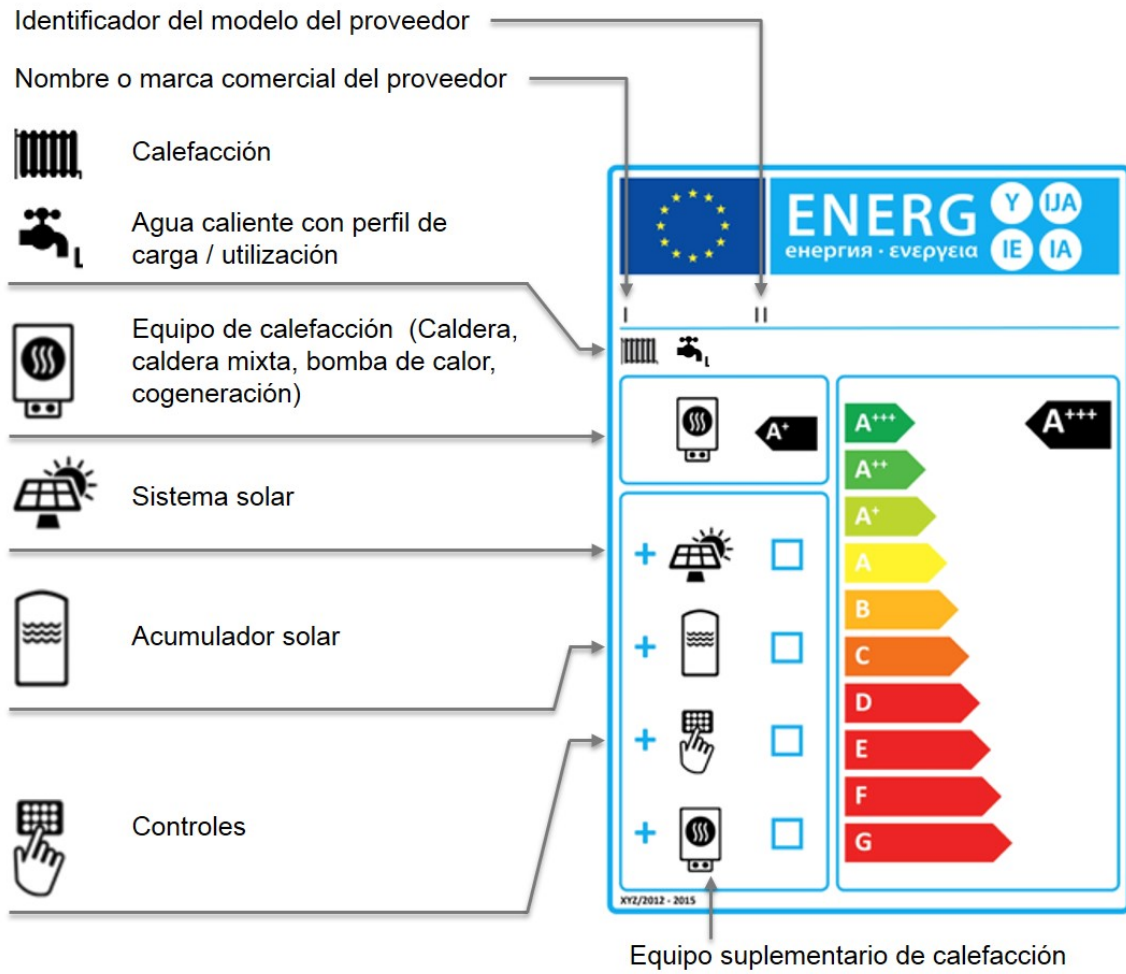 Identificador del modelo del proveedor
Nombre o marca comercial del proveedor
Calefacción
Agua caliente con perfil de
carga / utilización
L
Equipo de calefacción (Caldera,
caldera mixta, bomba de calor,
cogeneración)
Sistema solar
Acumulador solar
Controles
ENERG
Y IJA
IE IA
енергия · ενεργεια
I II
L
A+
A+++
A+++
A++
A+
A
B
C
D
E
F
G
XYZ/2012 - 2015
Equipo suplementario de calefacción